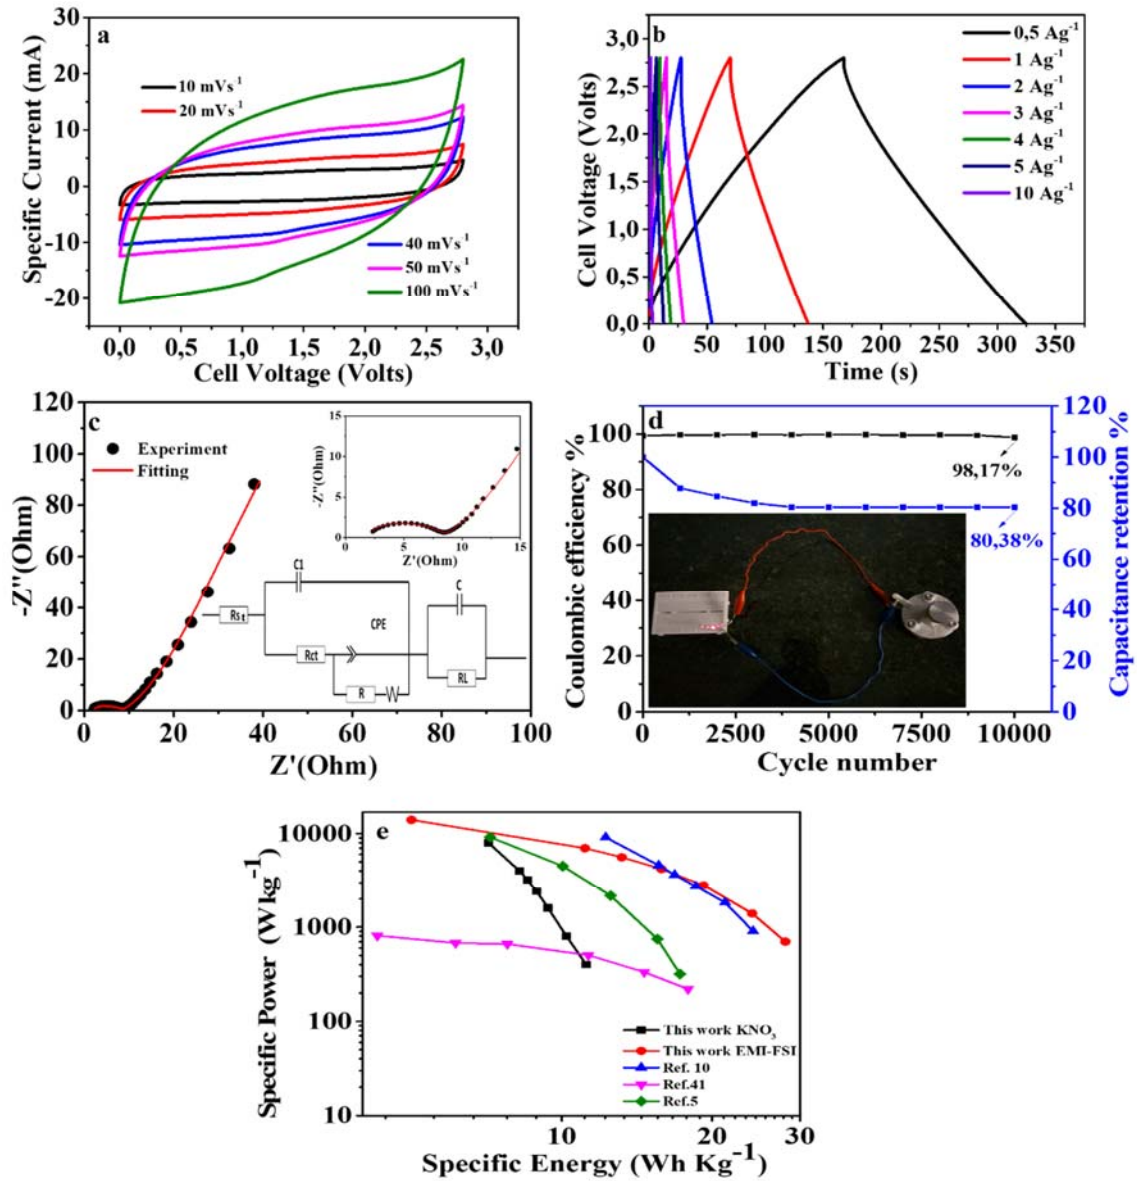 a
Specific Current (mA)
30
20
10
0
-10
-20
10 mVs⁻¹
20 mVs⁻¹
40 mVs⁻¹
50 mVs⁻¹
100 mVs⁻¹
0,0 0,5 1,0 1,5 2,0 2,5 3,0
Cell Voltage (Volts)
b
Cell Voltage (Volts)
3,0
2,5
2,0
1,5
1,0
0,5
0,0
0,5 Ag⁻¹
1 Ag⁻¹
2 Ag⁻¹
3 Ag⁻¹
4 Ag⁻¹
5 Ag⁻¹
10 Ag⁻¹
0 50 100 150 200 250 300 350
Time (s)
c
-Z''(Ohm)
120
100
80
60
40
20
0
Experiment
Fitting
-Z''(Ohm)
15
10
5
0
0 5 10 15
Z'(Ohm)
C1
Rs
t
CPE
C
Rct
R
W
RL
0 20 40 60 80 100
Z'(Ohm)
d
Coulombic efficiency %
100
80
60
40
20
0
98,17%
80,38%
120
100
80
60
40
20
0
Capacitance retention %
0 2500 5000 7500 10000
Cycle number
e
Specific Power (Wkg⁻¹)
10000
1000
100
10
This work KNO₃
This work EMI-FSI
Ref. 10
Ref.41
Ref.5
10 20 30
Specific Energy (Wh Kg⁻¹)